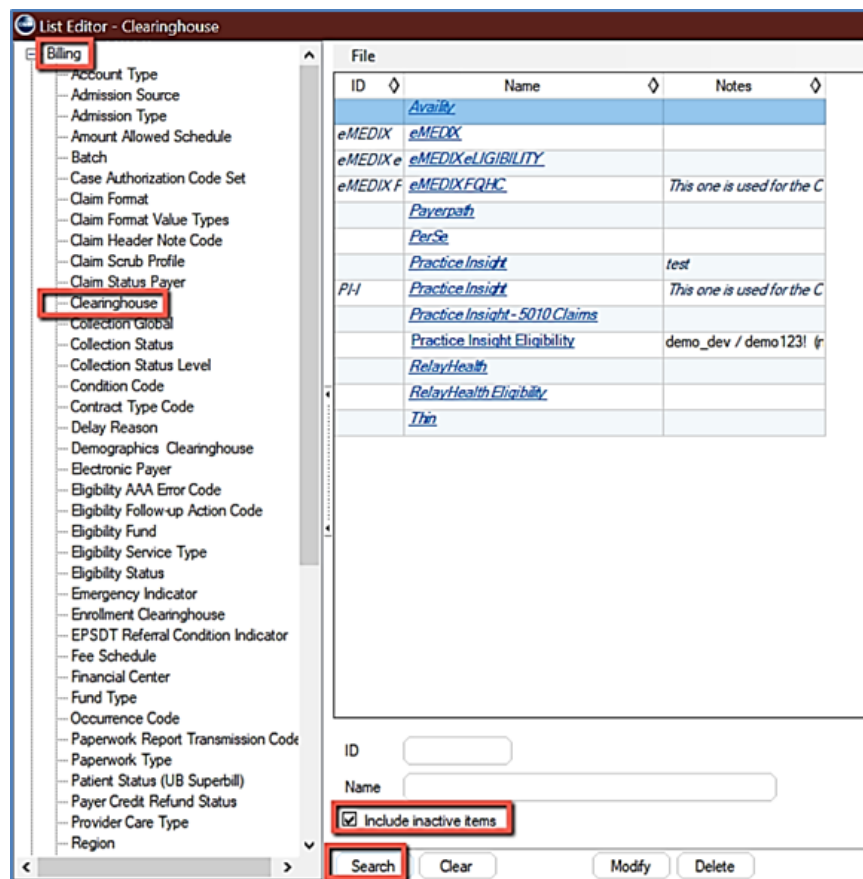 List Editor - Clearinghouse
Billing
Account Type
Admission Source
Admission Type
Amount Allowed Schedule
Batch
Case Authorization Code Set
Claim Format
Claim Format Value Types
Claim Header Note Code
Claim Scrub Profile
Claim Status Payer
Clearinghouse
Collection Global
Collection Status
Collection Status Level
Condition Code
Contract Type Code
Delay Reason
Demographics Clearinghouse
Electronic Payer
Eligibility AAA Error Code
Eligibility Follow-up Action Code
Eligibility Fund
Eligibility Service Type
Eligibility Status
Emergency Indicator
Enrollment Clearinghouse
EPSDT Referral Condition Indicator
Fee Schedule
Financial Center
Fund Type
Occurrence Code
Paperwork Report Transmission Code
Paperwork Type
Patient Status (UB Superbill)
Payer Credit Refund Status
Provider Care Type
Region
File
ID Name Notes
Availity
eMEDIX eMEDIX
eMEDIX e eMEDIX eLIGIBILITY
eMEDIX F eMEDIX FQHC This one is used for the C
Payerpath
PerSe
Practice Insight test
PI-I Practice Insight This one is used for the C
Practice Insight - 5010 Claims
Practice Insight Eligibility demo_dev / demo123!
RelayHealth
RelayHealth Eligibility
Thin
ID
Name
Include inactive items
Search Clear Modify Delete